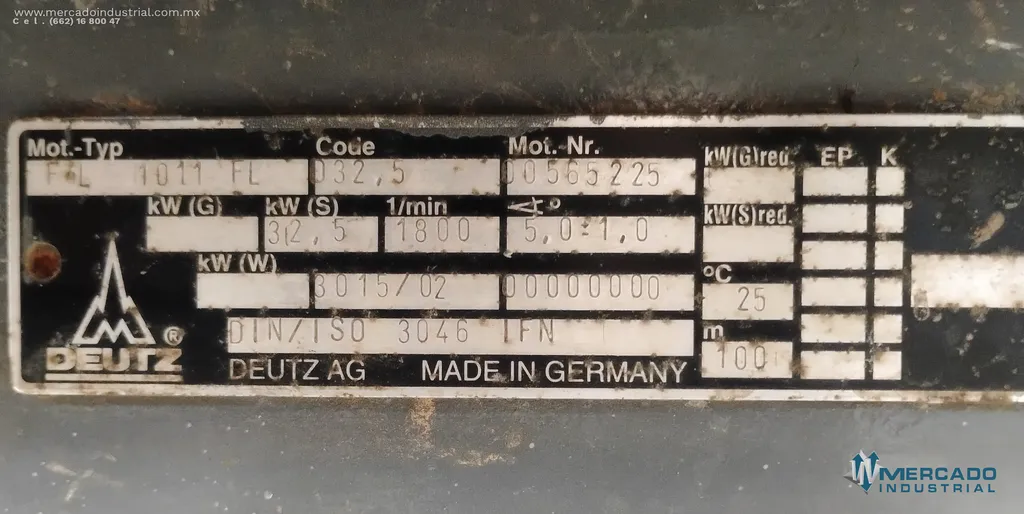 www.mercadoindustrial.com.mx
Cel. (662) 16 800 47
Mot.-Typ Code Mot.-Nr. kW(G)red. EP K
1011 FL 032,5 00565225
kW (G) kW (S) 1/min kW(S)red.
32,5 1800 5,0±1,0
kW (W) °C
3015/02 00000000 25
DIN/ISO 3046 IFN m
100
DEUTZ ®
DEUTZ AG MADE IN GERMANY
MERCADO
INDUSTRIAL